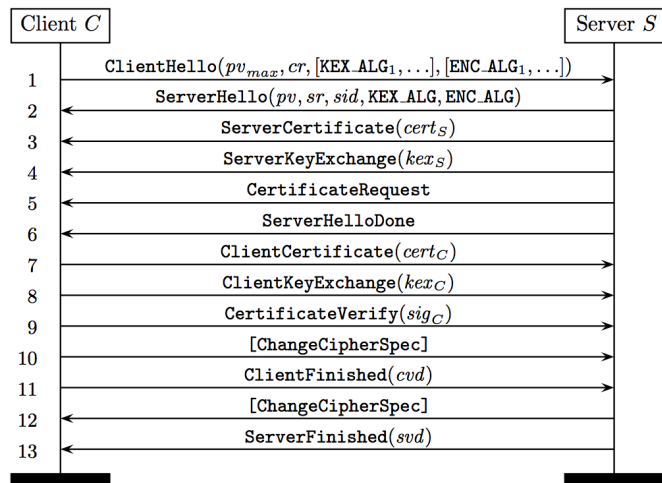 Client C Server S
ClientHello(pv_max, cr, [KEX_ALG₁, ...], [ENC_ALG₁, ...])
1
ServerHello(pv, sr, sid, KEX_ALG, ENC_ALG)
2
ServerCertificate(cert_S)
3
ServerKeyExchange(kex_S)
4
CertificateRequest
5
ServerHelloDone
6
ClientCertificate(cert_C)
7
ClientKeyExchange(kex_C)
8
CertificateVerify(sig_C)
9
[ChangeCipherSpec]
10
ClientFinished(cvd)
11
[ChangeCipherSpec]
12
ServerFinished(svd)
13